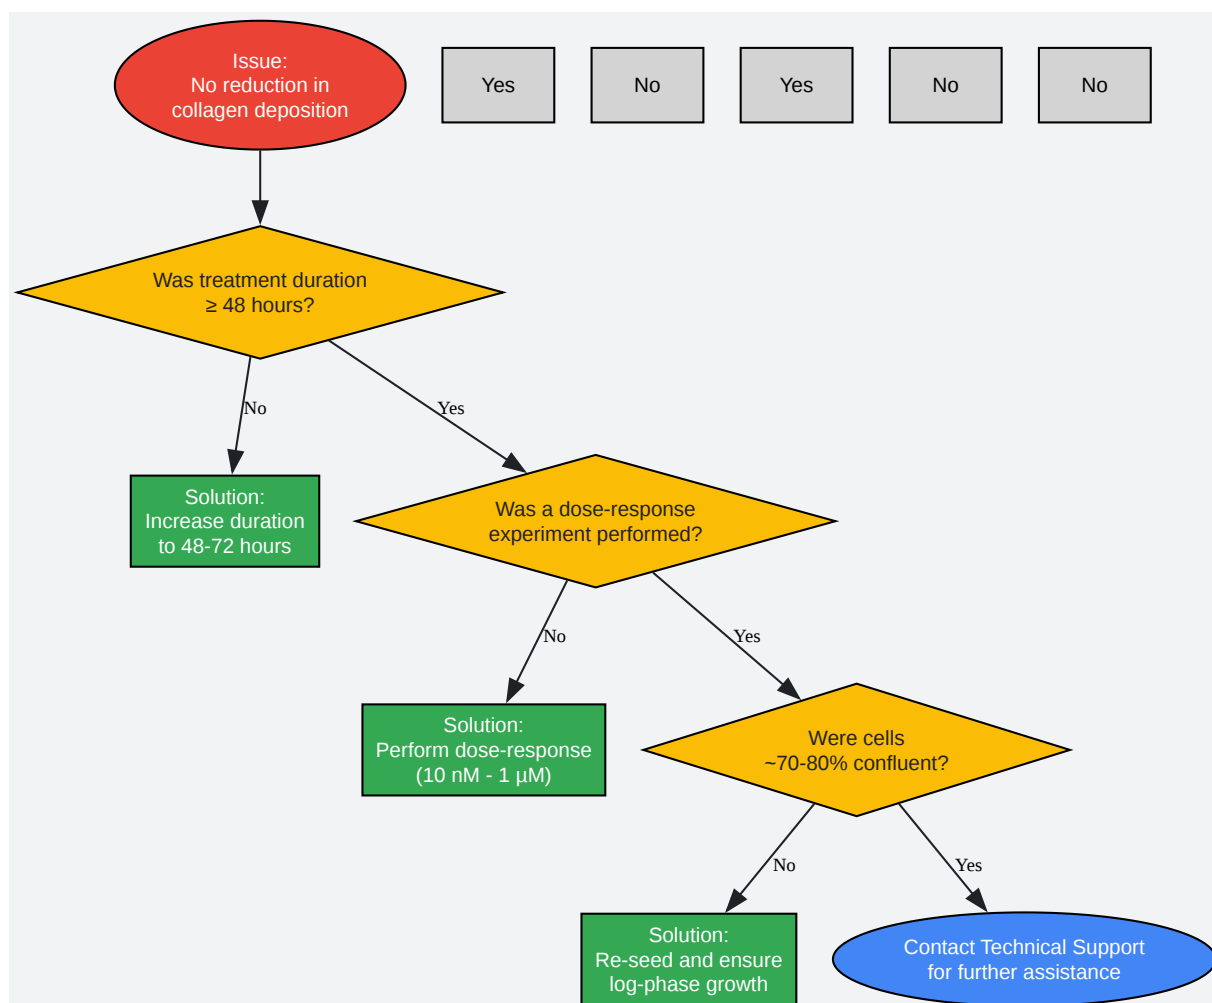 Issue:
No reduction in
collagen deposition
Yes
No
Yes
No
No
Was treatment duration
≥ 48 hours?
No
Yes
Solution:
Increase duration
to 48-72 hours
Was a dose-response
experiment performed?
No
Yes
Solution:
Perform dose-response
(10 nM - 1 µM)
Were cells
~70-80% confluent?
No
Yes
Solution:
Re-seed and ensure
log-phase growth
Contact Technical Support
for further assistance